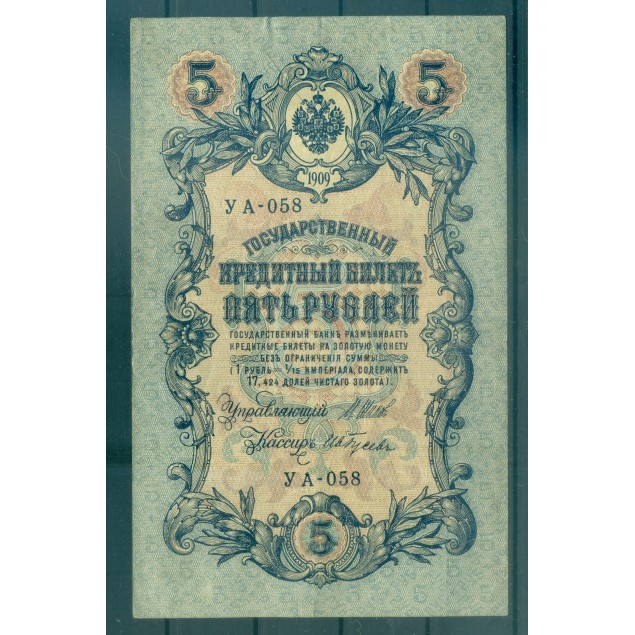 5 5
1909
УА-058
ГОСУДАРСТВЕННЫЙ
КРЕДИТНЫЙ БИЛЕТЪ
ПЯТЬ РУБЛЕЙ
ГОСУДАРСТВЕННЫЙ БАНКЪ РАЗМѢНИВАЕТЪ
КРЕДИТНЫЕ БИЛЕТЫ НА ЗОЛОТУЮ МОНЕТУ
БЕЗЪ ОГРАНИЧЕНІЯ СУММЫ
(1 РУБЛЬ = 1/15 ИМПЕРІАЛА, СОДЕРЖИТЪ
17,424 ДОЛЕЙ ЧИСТАГО ЗОЛОТА).
Управляющій И.Шипов
Кассиръ
УА-058
5